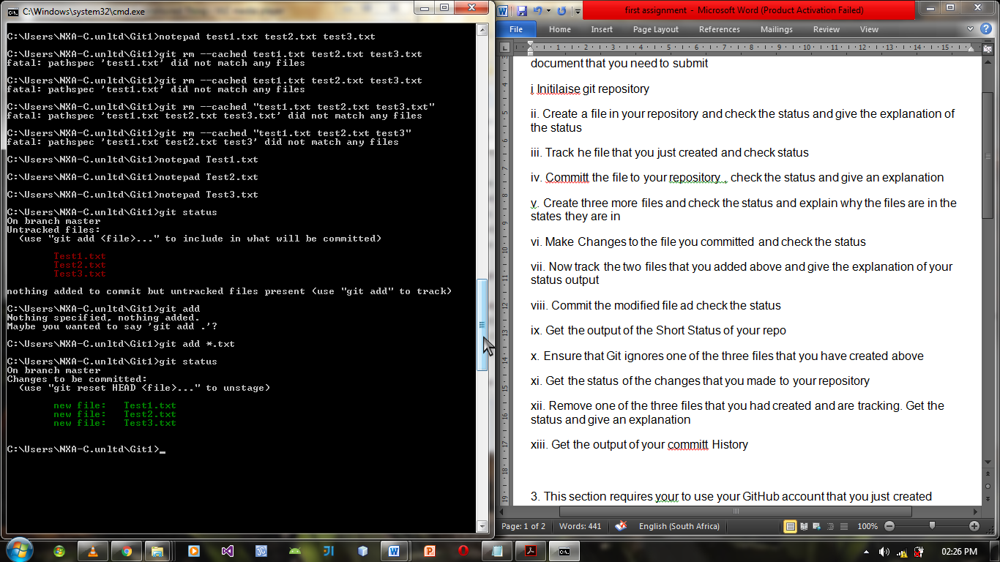 C:\Windows\system32\cmd.exe
C:\Users\NXA-C.unltd\Git1>notepad test1.txt test2.txt test3.txt
C:\Users\NXA-C.unltd\Git1>git rm --cached test1.txt test2.txt test3.txt
fatal: pathspec 'test1.txt' did not match any files
C:\Users\NXA-C.unltd\Git1>git rm --cached test1.txt test2.txt test3.txt
fatal: pathspec 'test1.txt' did not match any files
C:\Users\NXA-C.unltd\Git1>git rm --cached "test1.txt test2.txt test3.txt"
fatal: pathspec 'test1.txt test2.txt test3.txt' did not match any files
C:\Users\NXA-C.unltd\Git1>git rm --cached "test1.txt test2.txt test3"
fatal: pathspec 'test1.txt test2.txt test3' did not match any files
C:\Users\NXA-C.unltd\Git1>notepad Test1.txt
C:\Users\NXA-C.unltd\Git1>notepad Test2.txt
C:\Users\NXA-C.unltd\Git1>notepad Test3.txt
C:\Users\NXA-C.unltd\Git1>git status
On branch master
Untracked files:
(use "git add <file>..." to include in what will be committed)
Test1.txt
Test2.txt
Test3.txt
nothing added to commit but untracked files present (use "git add" to track)
C:\Users\NXA-C.unltd\Git1>git add
Nothing specified, nothing added.
Maybe you wanted to say 'git add .'?
C:\Users\NXA-C.unltd\Git1>git add *.txt
C:\Users\NXA-C.unltd\Git1>git status
On branch master
Changes to be committed:
(use "git reset HEAD <file>..." to unstage)
new file: Test1.txt
new file: Test2.txt
new file: Test3.txt
C:\Users\NXA-C.unltd\Git1>_
first assignment - Microsoft Word (Product Activation Failed)
File Home Insert Page Layout References Mailings Review View
1 1 2 3 4 5 6 7 8 9 10 11 12 13 14 15
document that you need to submit
i Initilaise git repository
ii. Create a file in your repository and check the status and give the explanation of
the status
iii. Track he file that you just created and check status
iv. Committ the file to your repository , check the status and give an explanation
v. Create three more files and check the status and explain why the files are in the
states they are in
vi. Make Changes to the file you committed and check the status
vii. Now track the two files that you added above and give the explanation of your
status output
viii. Commit the modified file ad check the status
ix. Get the output of the Short Status of your repo
x. Ensure that Git ignores one of the three files that you have created above
xi. Get the status of the changes that you made to your repository
xii. Remove one of the three files that you had created and are tracking. Get the
status and give an explanation
xiii. Get the output of your committ History
3. This section requires your to use your GitHub account that you just created
Page: 1 of 2 Words: 441 English (South Africa) 100%
02:26 PM